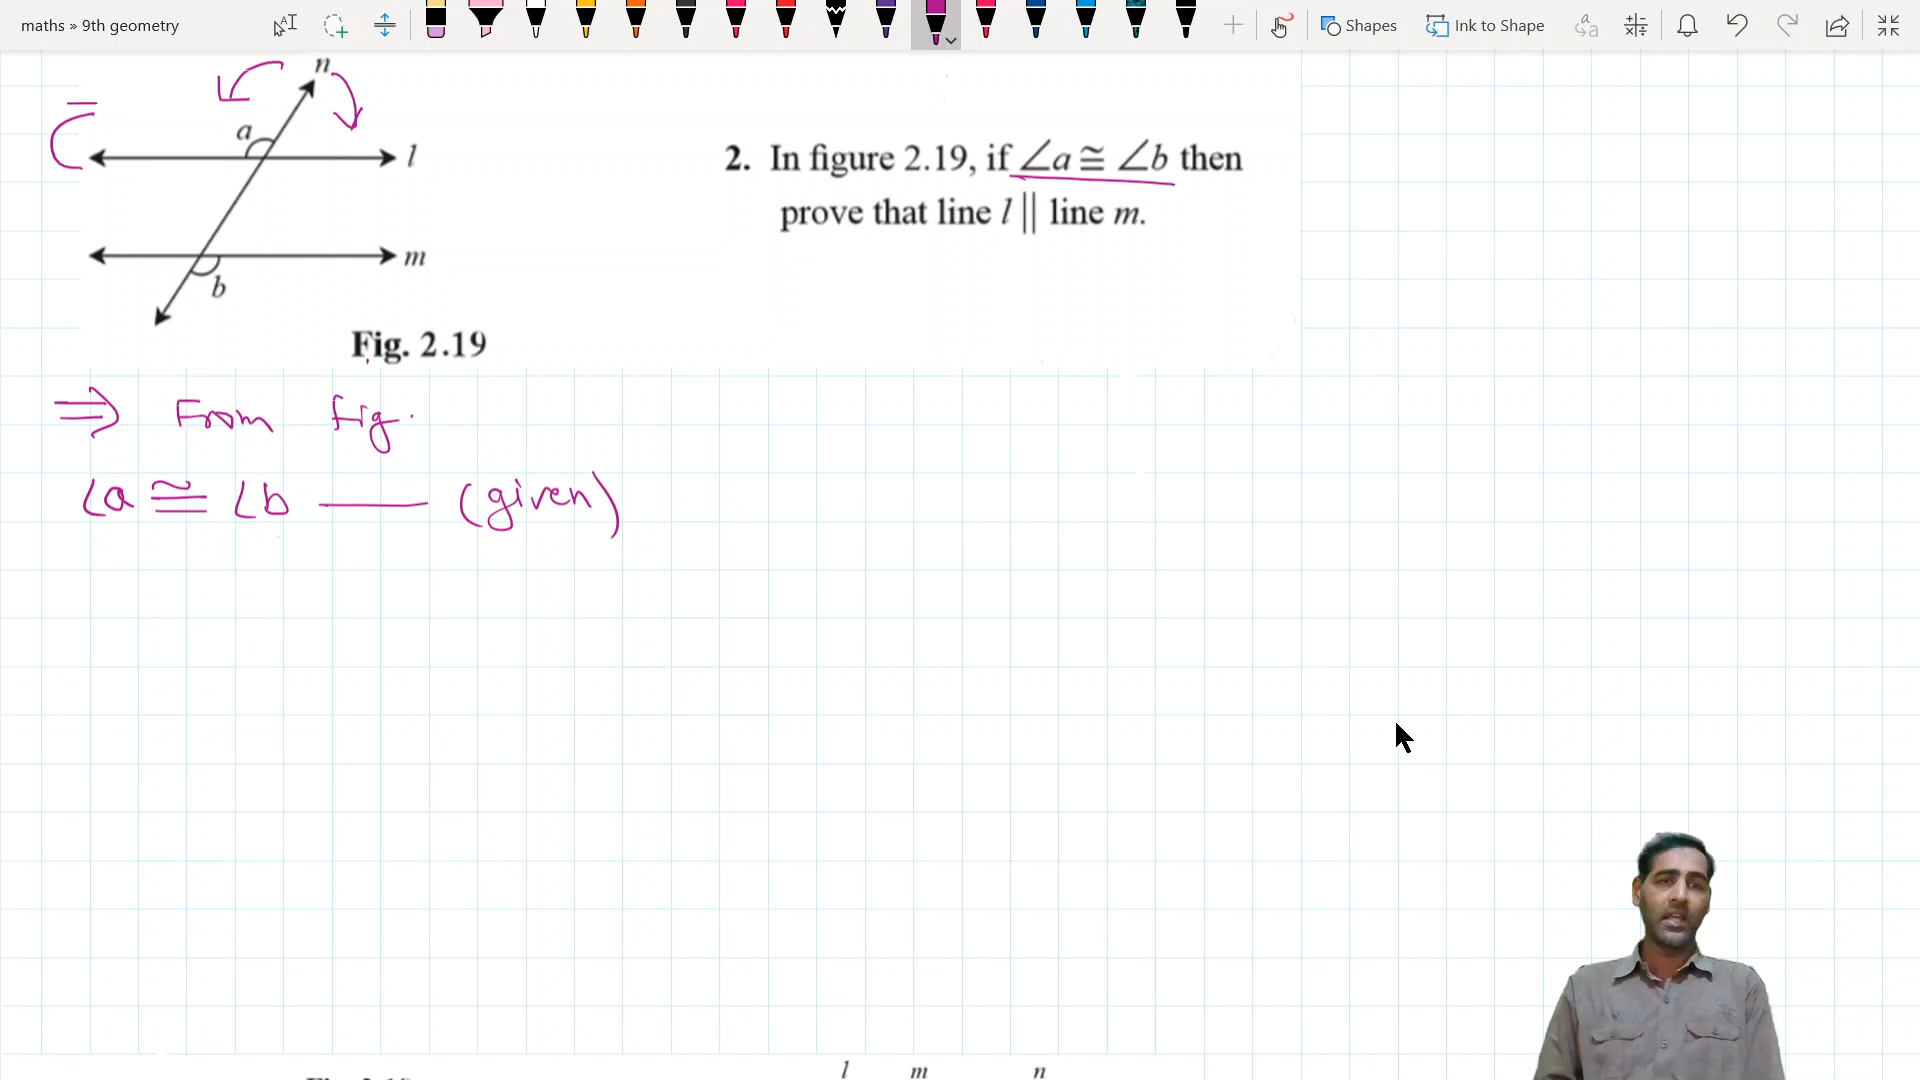 maths » 9th geometry
Shapes
Ink to Shape
n
a
l
m
b
Fig. 2.19
2. In figure 2.19, if ∠a ≅ ∠b then
prove that line l || line m.
⇒ From fig.
∠a ≅ ∠b —— (given)
l m n